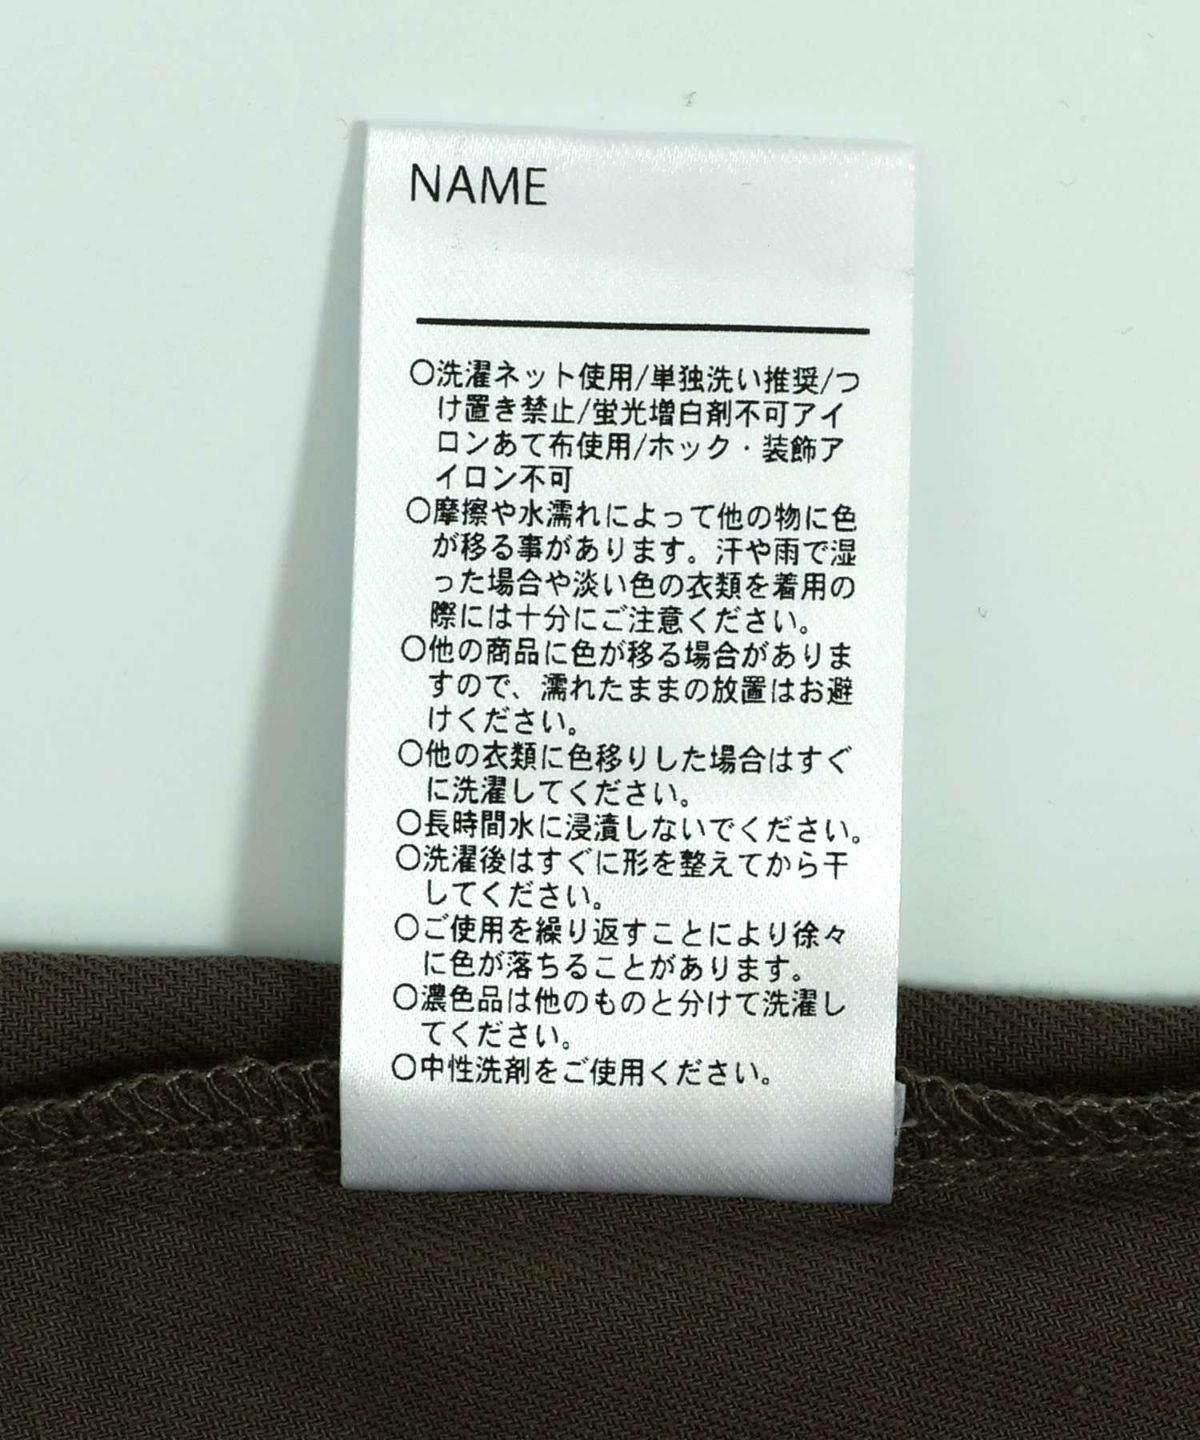 NAME
○洗濯ネット使用/単独洗い推奨/つ
け置き禁止/蛍光増白剤不可アイ
ロンあて布使用/ホック・装飾ア
イロン不可
○摩擦や水濡れによって他の物に色
が移る事があります。汗や雨で湿
った場合や淡い色の衣類を着用の
際には十分にご注意ください。
○他の商品に色が移る場合がありま
すので、濡れたままの放置はお避
けください。
○他の衣類に色移りした場合はすぐ
に洗濯してください。
○長時間水に浸漬しないでください。
○洗濯後はすぐに形を整えてから干
してください。
○ご使用を繰り返すことにより徐々
に色が落ちることがあります。
○濃色品は他のものと分けて洗濯し
てください。
○中性洗剤をご使用ください。